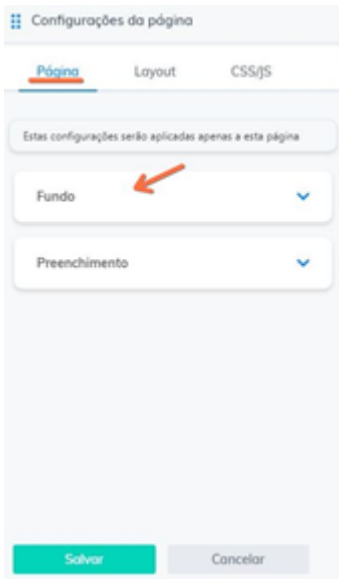 Configurações da página
Página Layout CSS/JS
Estas configurações serão aplicadas apenas a esta página
Fundo
Preenchimento
Salvar Cancelar